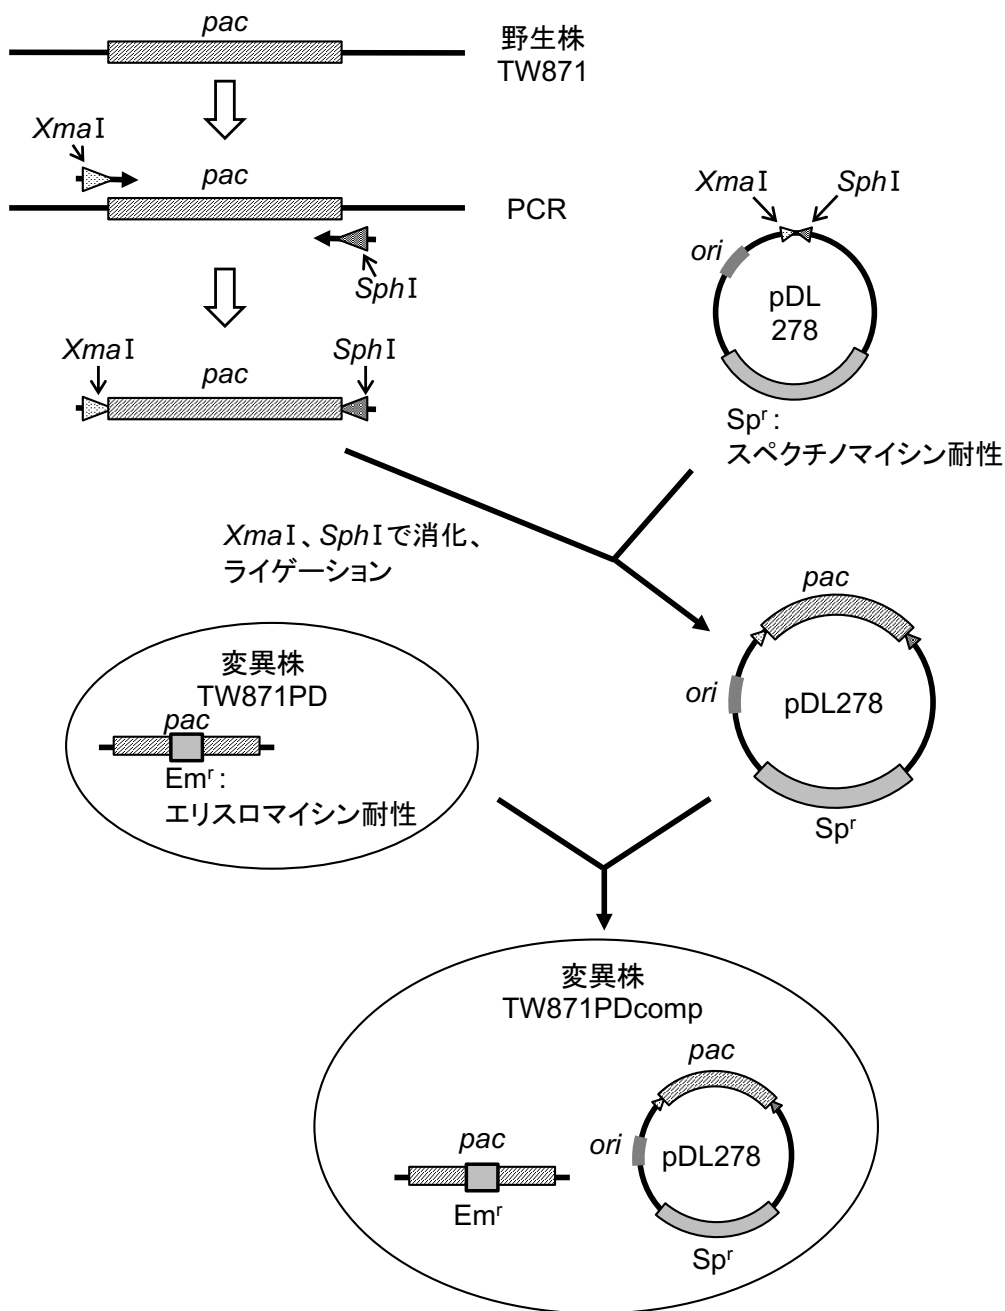 pac
野生株
TW871
XmaⅠ
pac
PCR
SphⅠ
XmaⅠ
SphⅠ
ori
pDL
278
Spʳ:
スペクチノマイシン耐性
XmaⅠ
SphⅠ
pac
XmaⅠ、SphⅠで消化、
ライゲーション
pac
ori
pDL278
Spʳ
変異株
TW871PD
pac
Emʳ:
エリスロマイシン耐性
変異株
TW871PDcomp
pac
ori
pDL278
Spʳ
pac
Emʳ